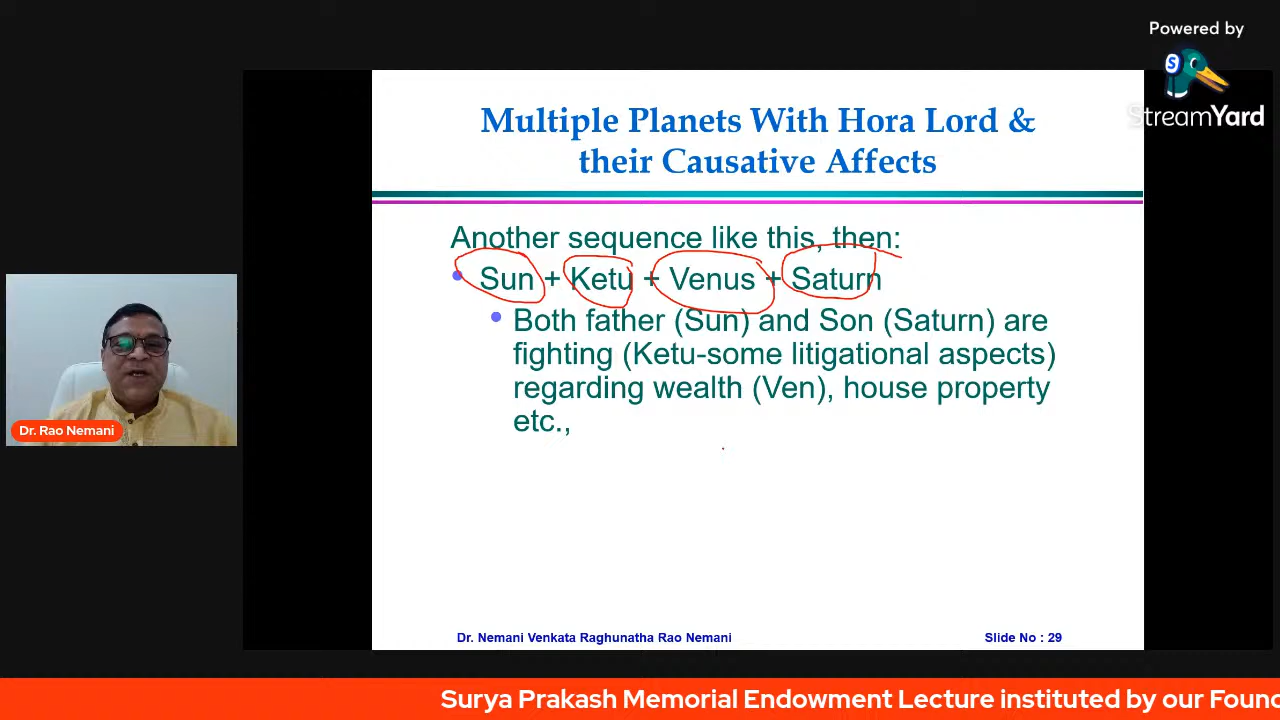 Powered by
S
StreamYard
Multiple Planets With Hora Lord &
their Causative Affects
Another sequence like this, then:
• Sun + Ketu + Venus + Saturn
• Both father (Sun) and Son (Saturn) are
fighting (Ketu-some litigational aspects)
regarding wealth (Ven), house property
etc.,
Dr. Rao Nemani
Dr. Nemani Venkata Raghunatha Rao Nemani
Slide No : 29
Surya Prakash Memorial Endowment Lecture instituted by our Found